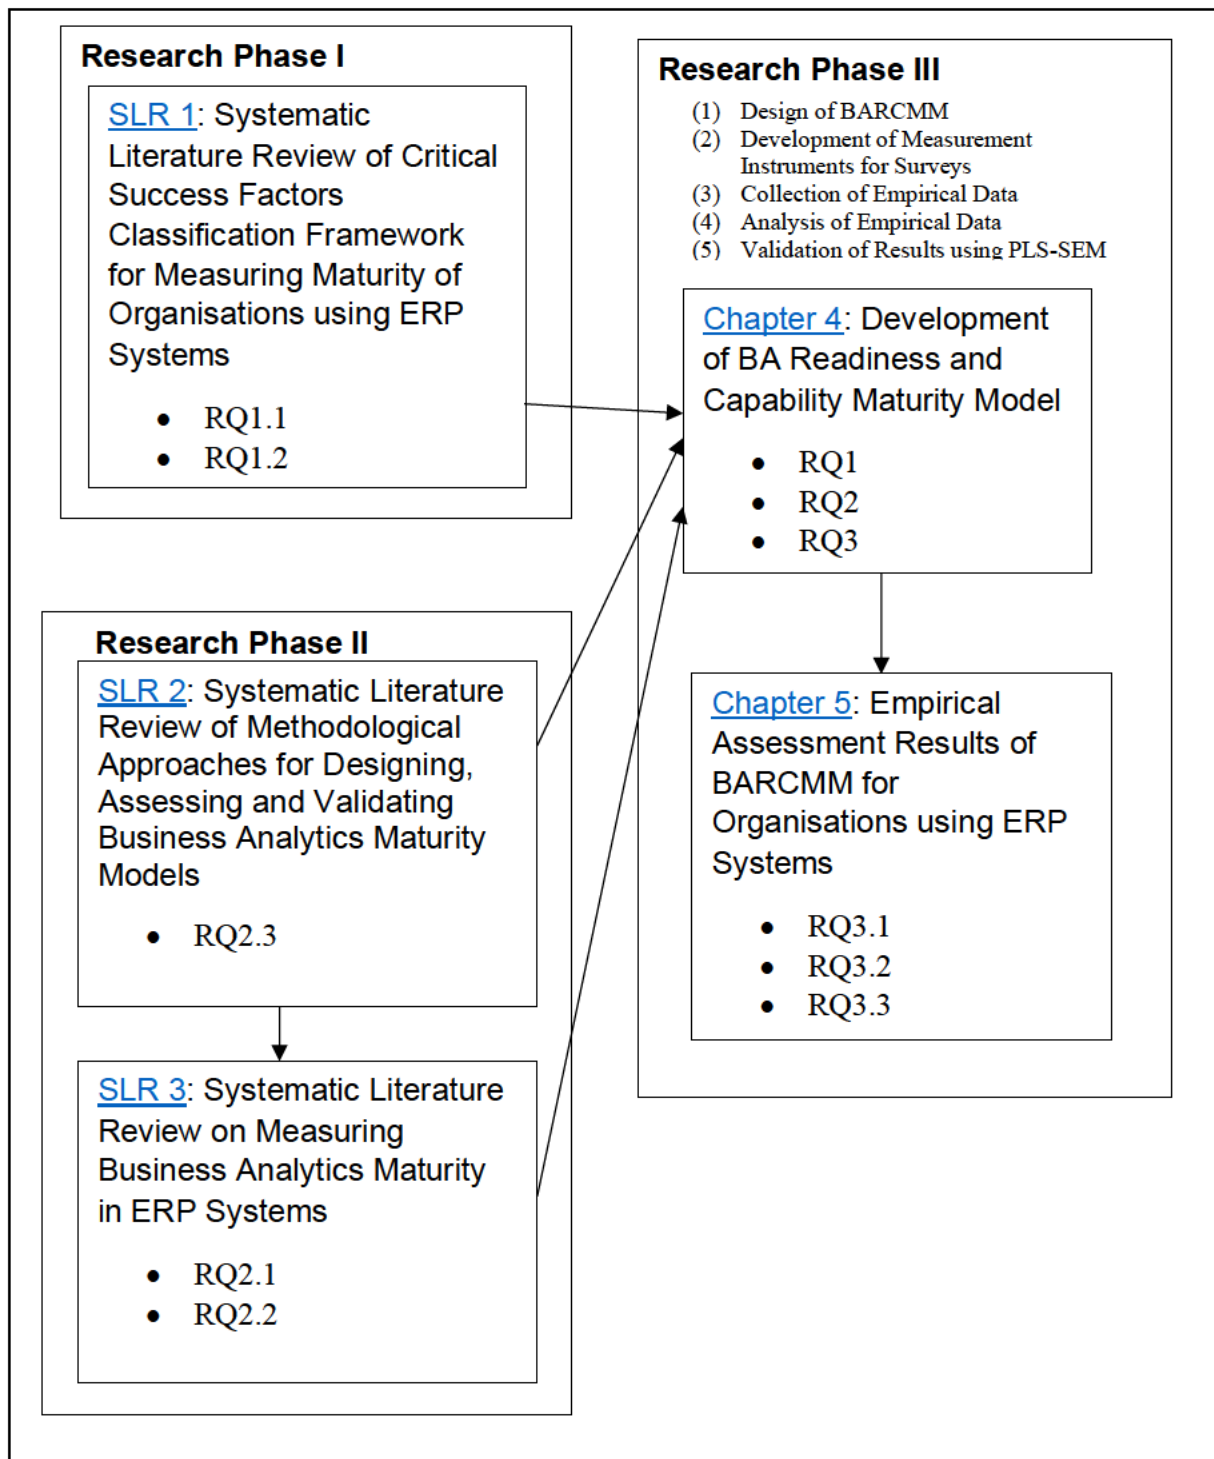 Research Phase I
SLR 1: Systematic
Literature Review of Critical
Success Factors
Classification Framework
for Measuring Maturity of
Organisations using ERP
Systems
• RQ1.1
• RQ1.2
Research Phase II
SLR 2: Systematic Literature
Review of Methodological
Approaches for Designing,
Assessing and Validating
Business Analytics Maturity
Models
• RQ2.3
SLR 3: Systematic Literature
Review on Measuring
Business Analytics Maturity
in ERP Systems
• RQ2.1
• RQ2.2
Research Phase III
(1) Design of BARCMM
(2) Development of Measurement
Instruments for Surveys
(3) Collection of Empirical Data
(4) Analysis of Empirical Data
(5) Validation of Results using PLS-SEM
Chapter 4: Development
of BA Readiness and
Capability Maturity Model
• RQ1
• RQ2
• RQ3
Chapter 5: Empirical
Assessment Results of
BARCMM for
Organisations using ERP
Systems
• RQ3.1
• RQ3.2
• RQ3.3